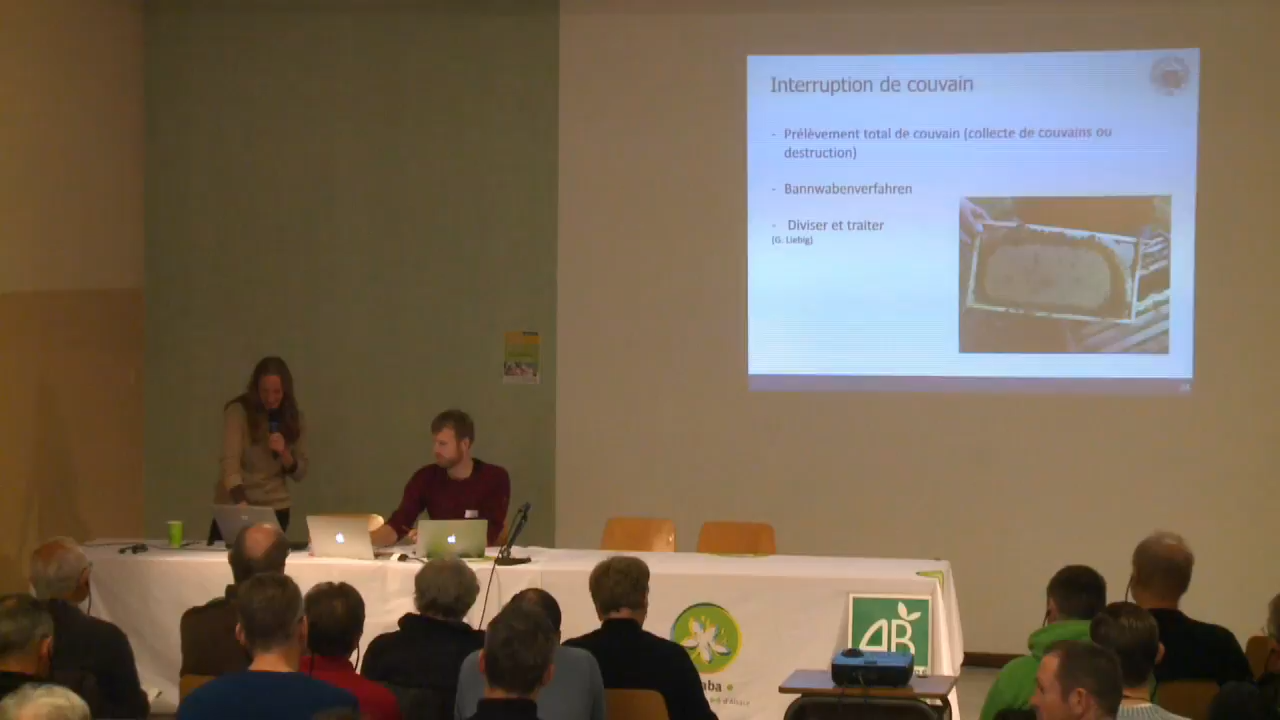 Interruption de couvain
- Prélèvement total de couvain (collecte de couvains ou
destruction)
- Bannwabenverfahren
- Diviser et traiter
(G. Liebig)
AB